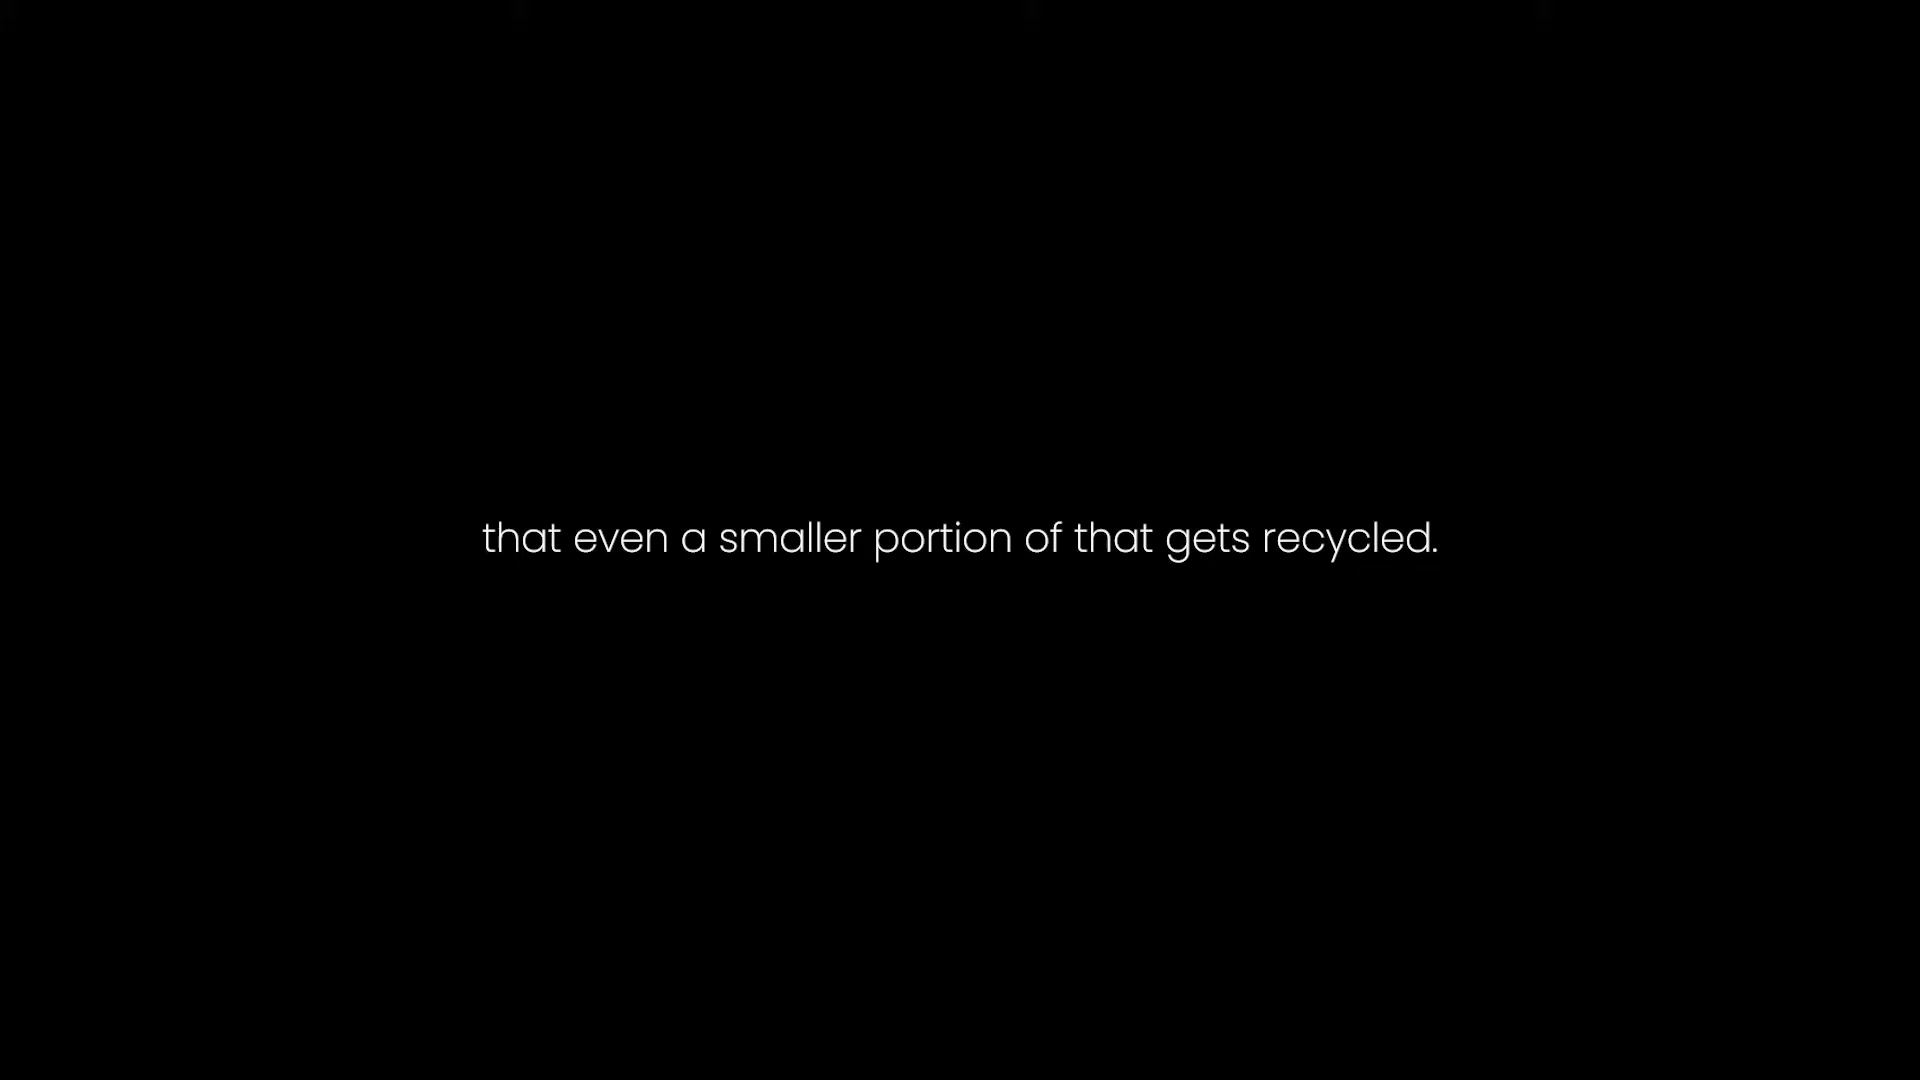 that even a smaller portion of that gets recycled.